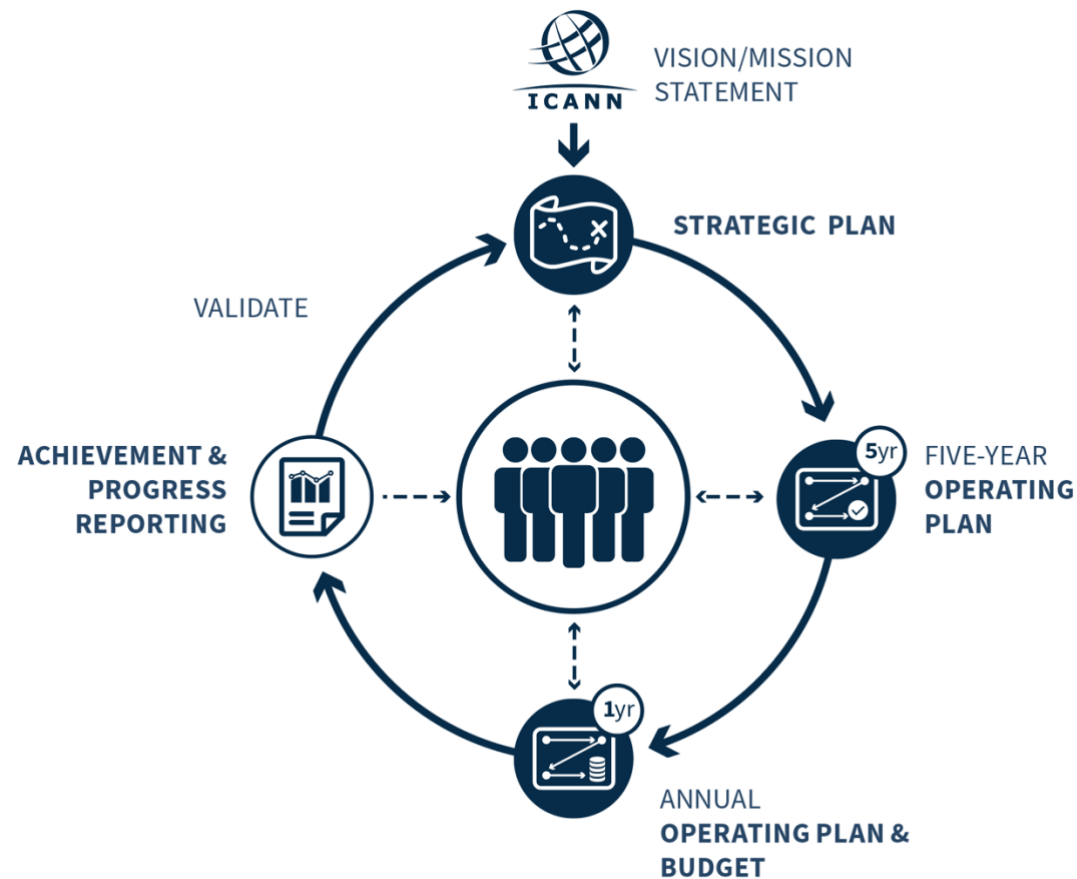 VISION/MISSION
STATEMENT
ICANN
STRATEGIC PLAN
VALIDATE
5yr
FIVE-YEAR
OPERATING
PLAN
ACHIEVEMENT &
PROGRESS
REPORTING
1yr
ANNUAL
OPERATING PLAN &
BUDGET